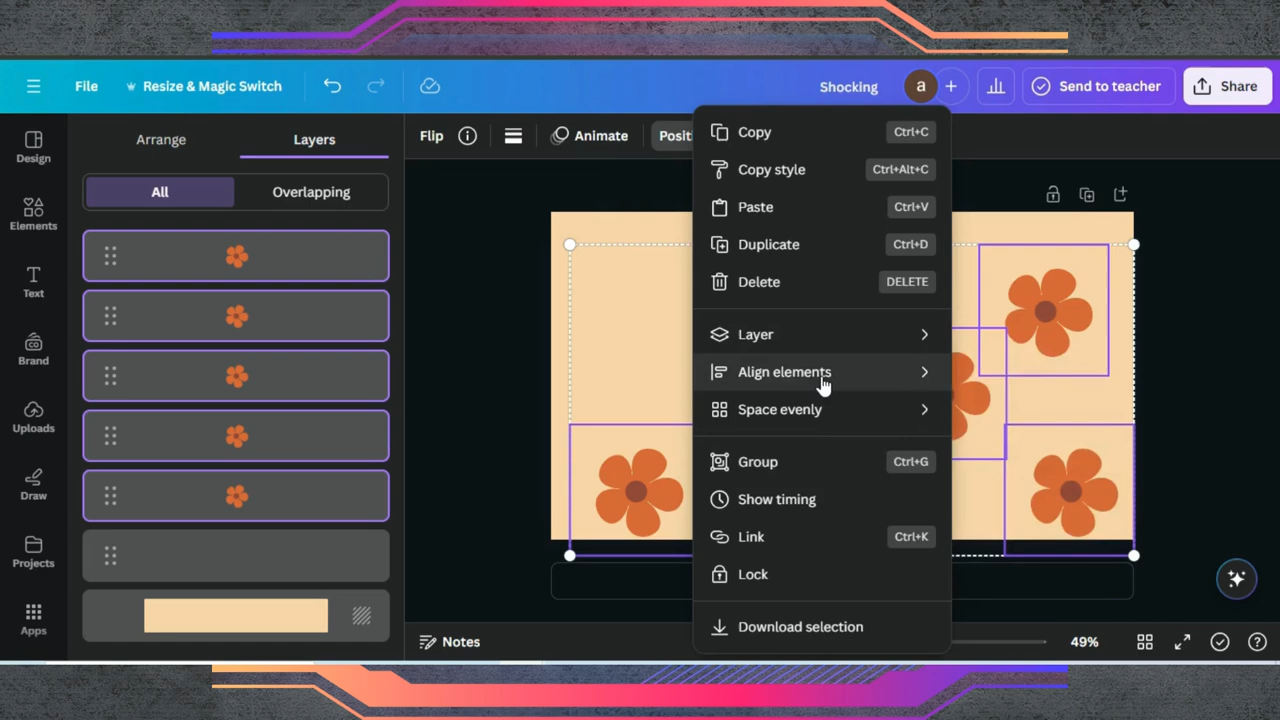 File
Resize & Magic Switch
Shocking
a
Send to teacher
Share
Design
Elements
Text
Brand
Uploads
Draw
Projects
Apps
Arrange
Layers
All
Overlapping
Flip
Animate
Positi
Copy Ctrl+C
Copy style Ctrl+Alt+C
Paste Ctrl+V
Duplicate Ctrl+D
Delete DELETE
Layer
Align elements
Space evenly
Group Ctrl+G
Show timing
Link Ctrl+K
Lock
Download selection
Notes
49%